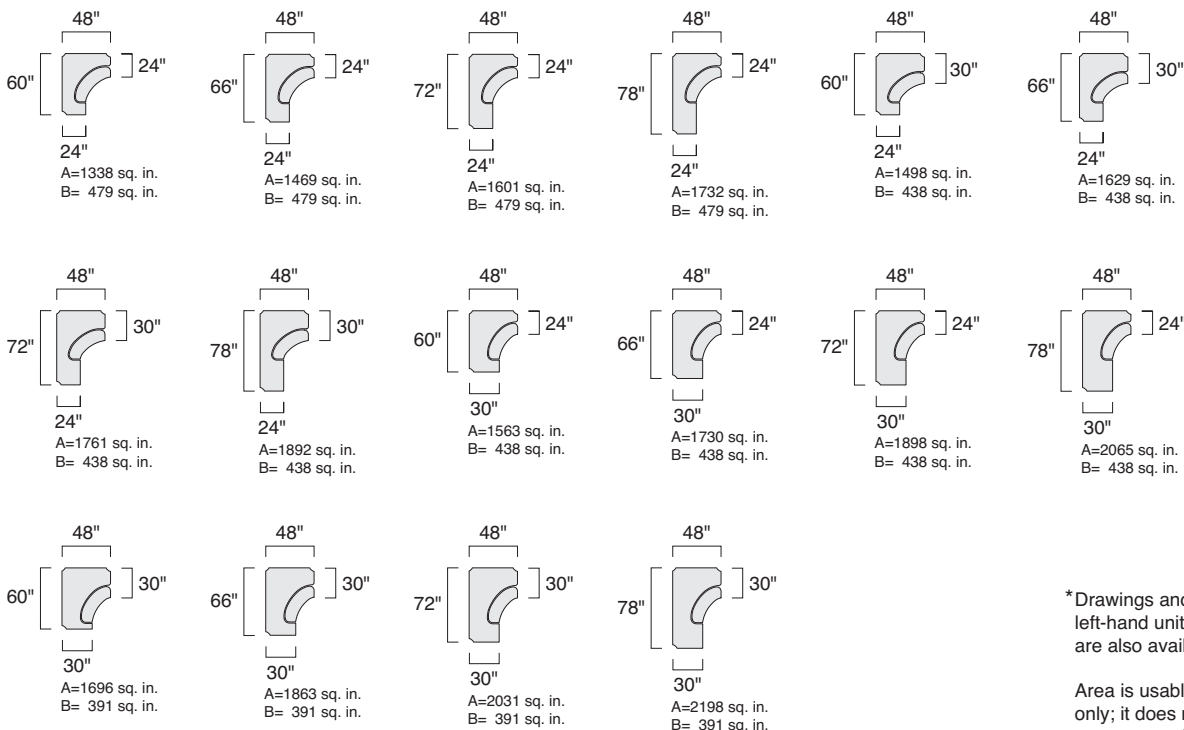 48" 48" 48" 48" 48" 48"
60" 24" 66" 24" 72" 24" 78" 24" 60" 30" 66" 30"
24" 24" 24" 24" 24" 24"
A=1338 sq. in. A=1469 sq. in. A=1601 sq. in. A=1732 sq. in. A=1498 sq. in. A=1629 sq. in.
B= 479 sq. in. B= 479 sq. in. B= 479 sq. in. B= 479 sq. in. B= 438 sq. in. B= 438 sq. in.
48" 48" 48" 48" 48" 48"
72" 30" 78" 30" 60" 24" 66" 24" 72" 24" 78" 24"
24" 24" 30" 30" 30" 30"
A=1761 sq. in. A=1892 sq. in. A=1563 sq. in. A=1730 sq. in. A=1898 sq. in. A=2065 sq. in.
B= 438 sq. in. B= 438 sq. in. B= 438 sq. in. B= 438 sq. in. B= 438 sq. in. B= 438 sq. in.
48" 48" 48" 48"
60" 30" 66" 30" 72" 30" 78" 30"
30" 30" 30" 30"
A=1696 sq. in. A=1863 sq. in. A=2031 sq. in. A=2198 sq. in.
B= 391 sq. in. B= 391 sq. in. B= 391 sq. in. B= 391 sq. in.
*Drawings and
left-hand unit
are also avail
Area is usabl
only; it does